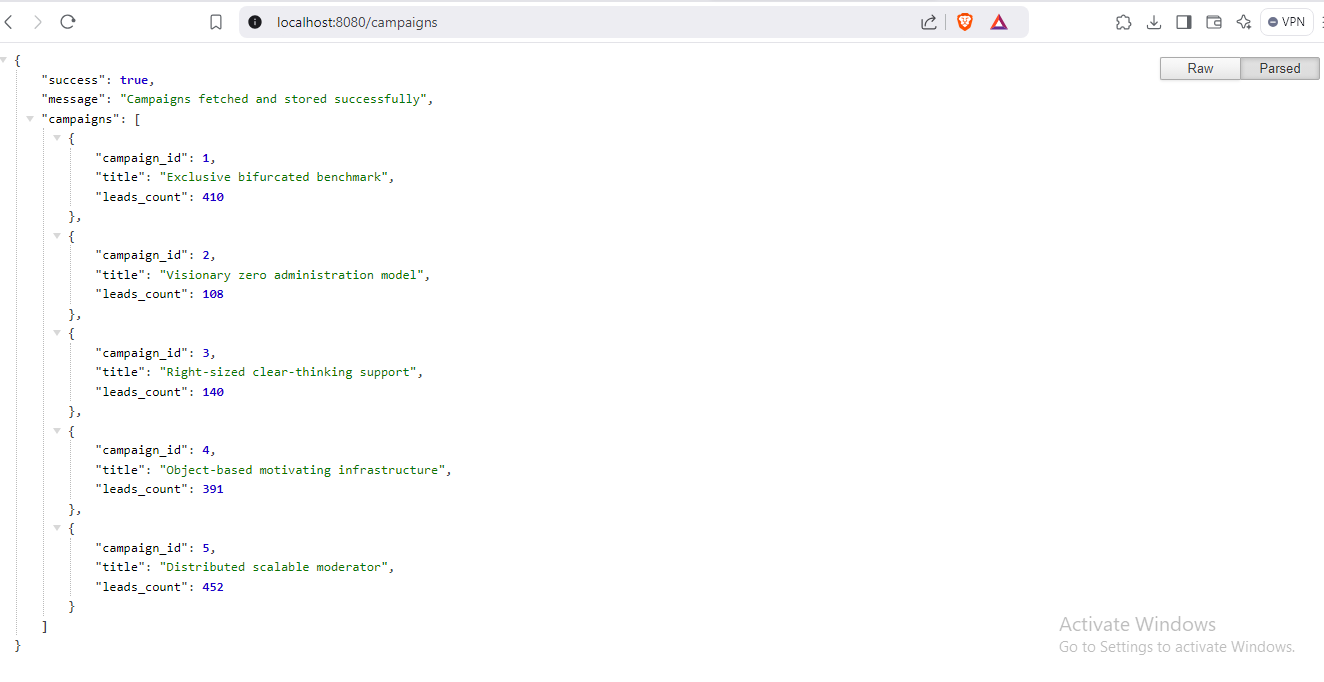 localhost:8080/campaigns
VPN
Raw
Parsed
{
"success": true,
"message": "Campaigns fetched and stored successfully",
"campaigns": [
{
"campaign_id": 1,
"title": "Exclusive bifurcated benchmark",
"leads_count": 410
},
{
"campaign_id": 2,
"title": "Visionary zero administration model",
"leads_count": 108
},
{
"campaign_id": 3,
"title": "Right-sized clear-thinking support",
"leads_count": 140
},
{
"campaign_id": 4,
"title": "Object-based motivating infrastructure",
"leads_count": 391
},
{
"campaign_id": 5,
"title": "Distributed scalable moderator",
"leads_count": 452
}
]
}
Activate Windows
Go to Settings to activate Windows.